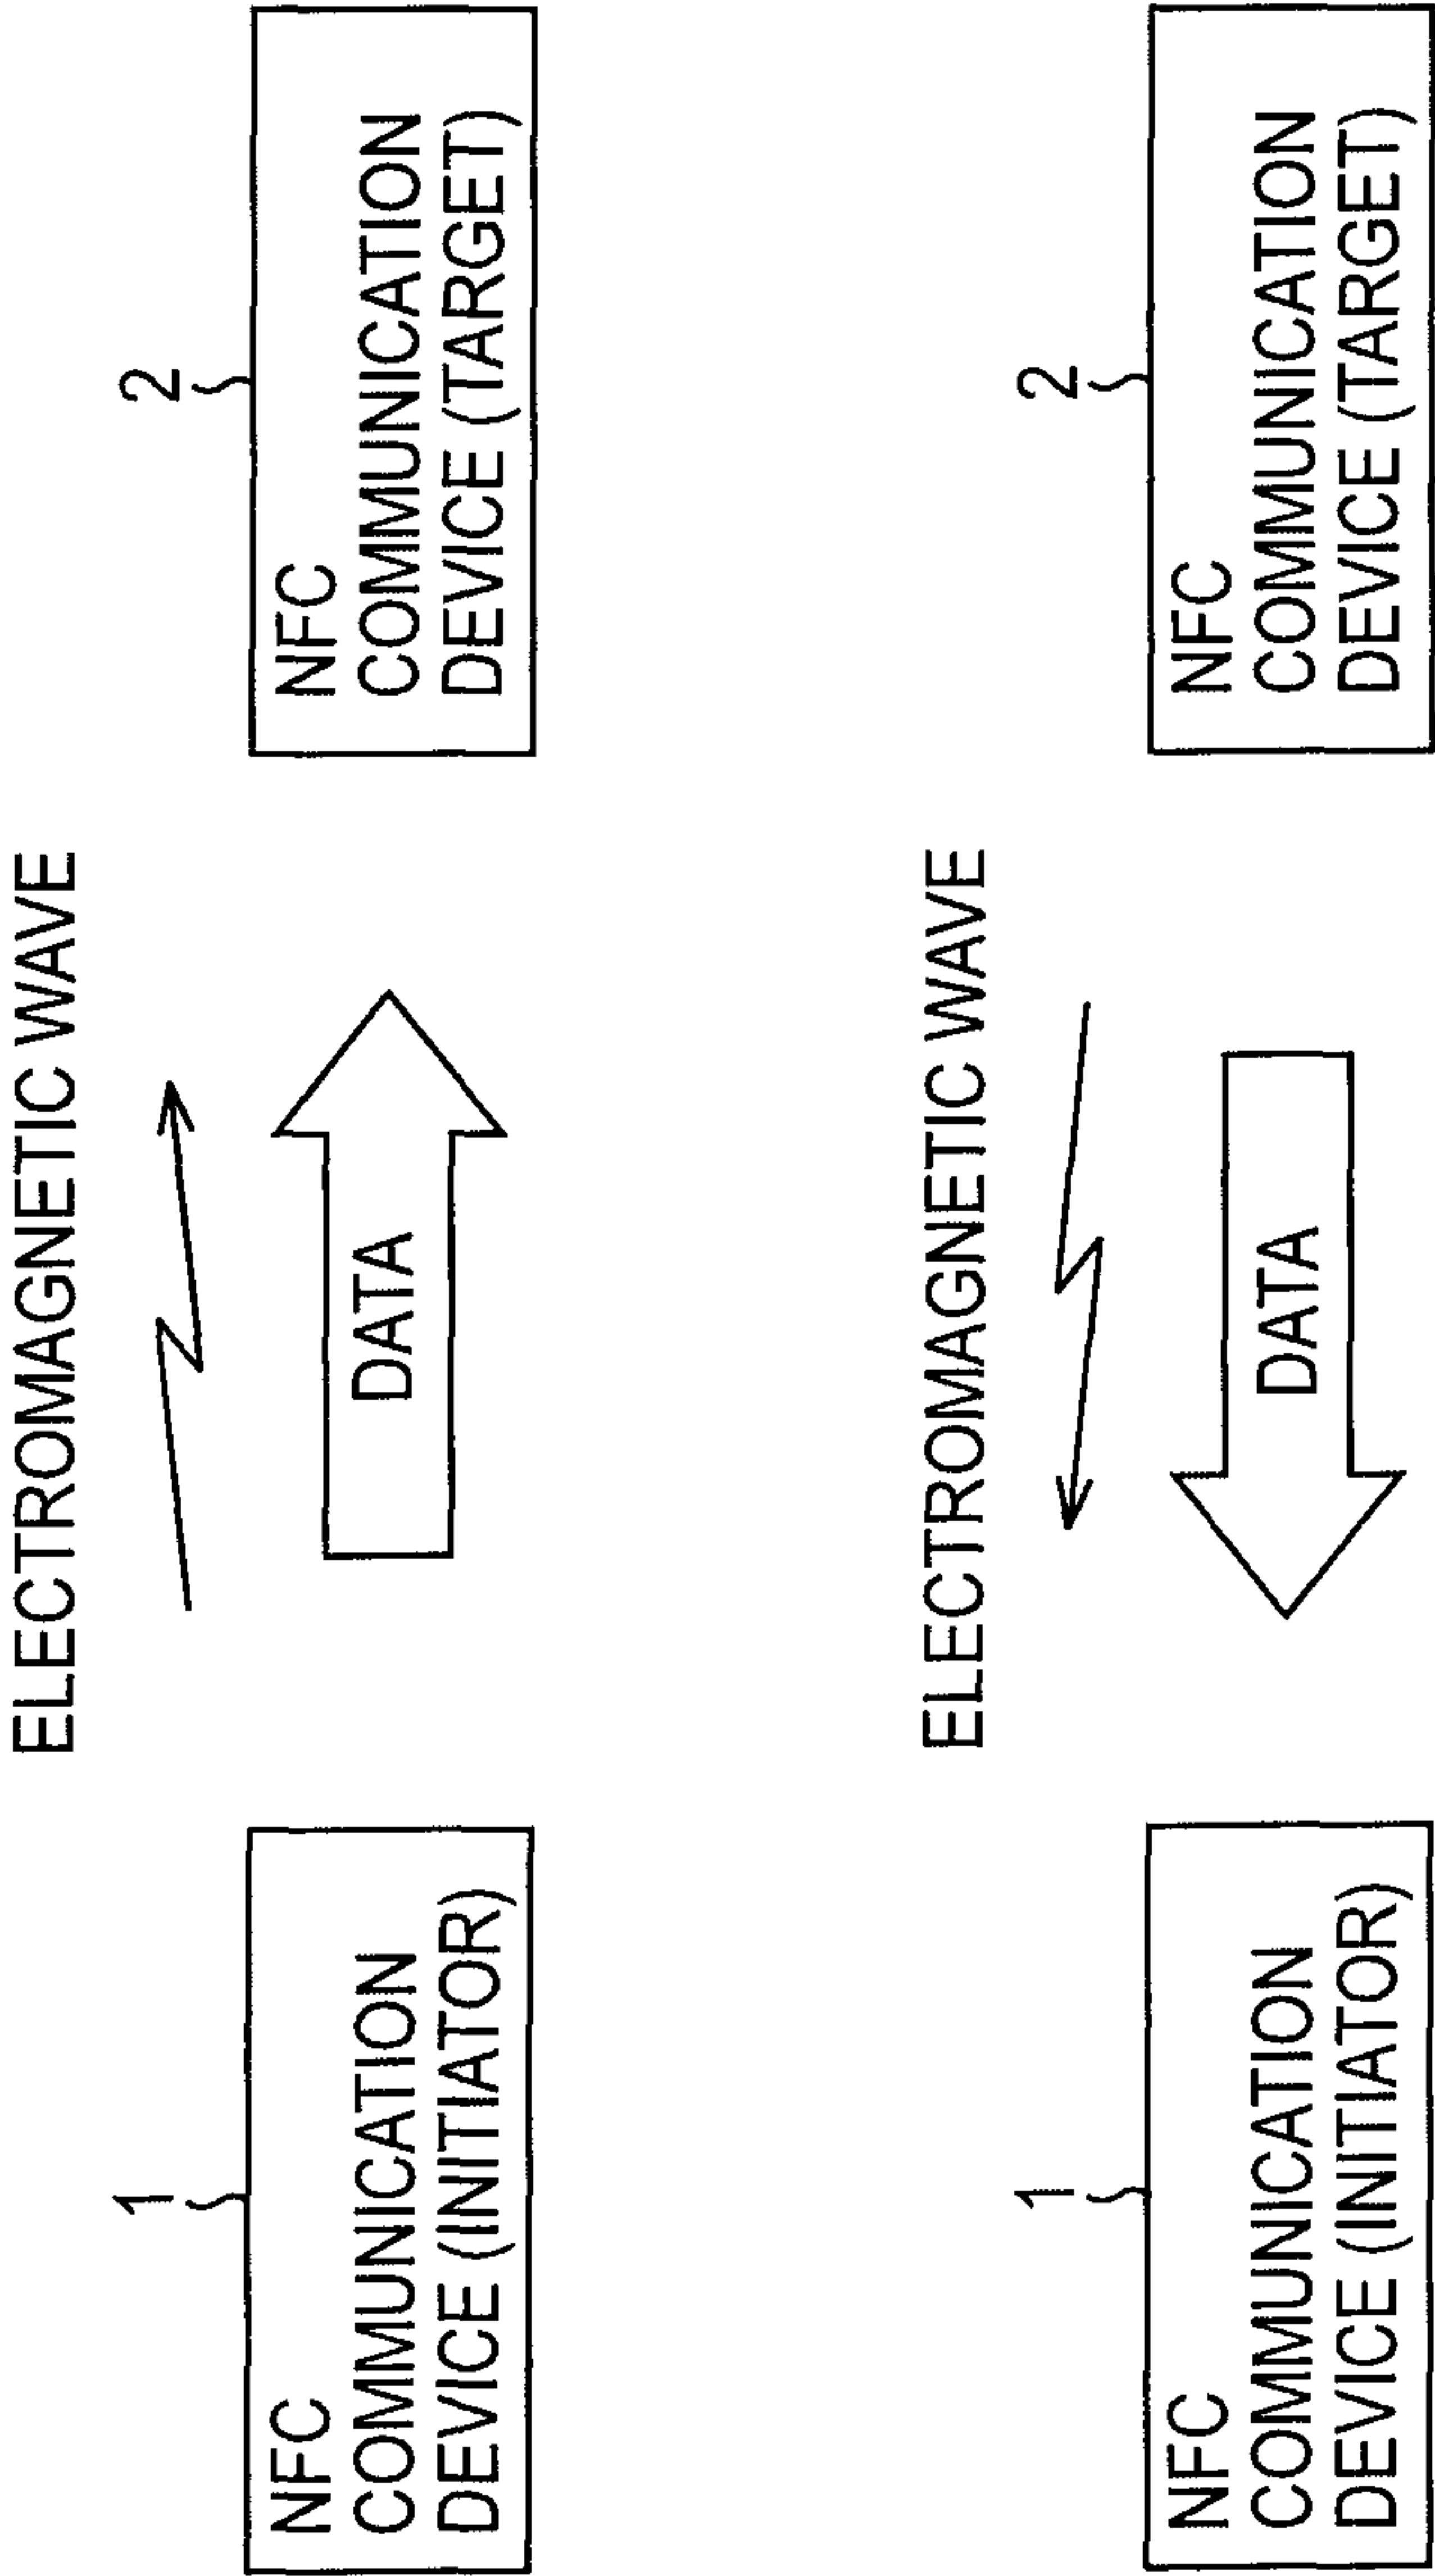 ELECTROMAGNETIC WAVE
1
2
NFC
COMMUNICATION
DEVICE (INITIATOR)
DATA
NFC
COMMUNICATION
DEVICE (TARGET)
ELECTROMAGNETIC WAVE
1
2
NFC
COMMUNICATION
DEVICE (INITIATOR)
DATA
NFC
COMMUNICATION
DEVICE (TARGET)